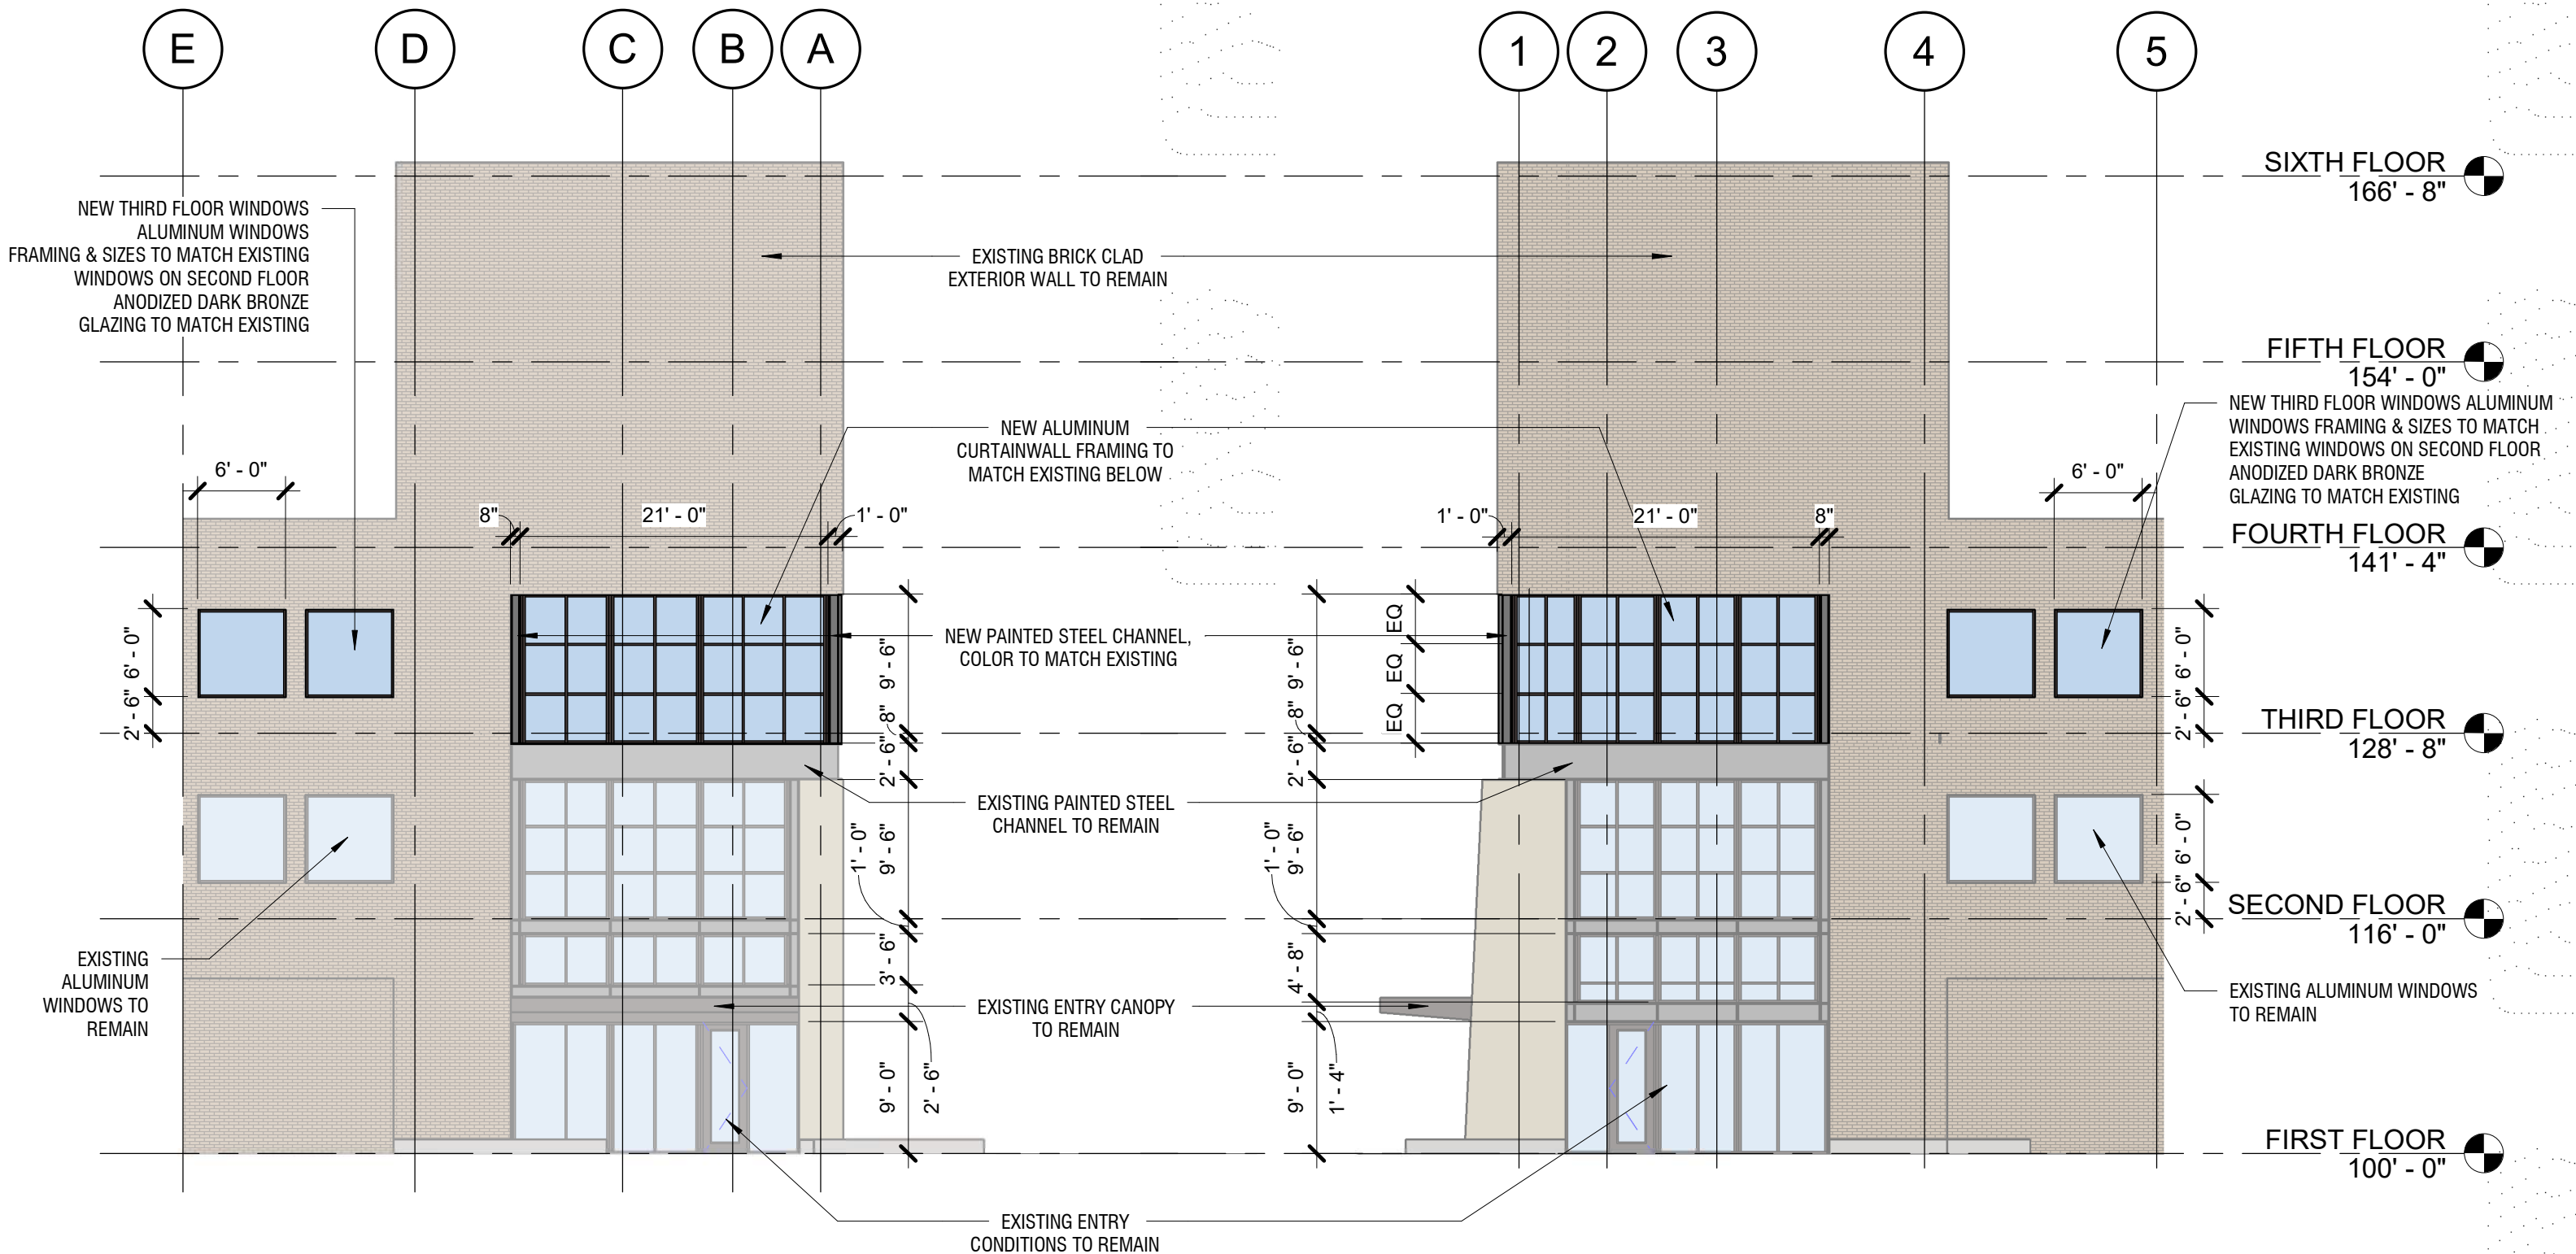 E
D
C
B
A
1
2
3
4
5
SIXTH FLOOR
166' - 8"
NEW THIRD FLOOR WINDOWS
ALUMINUM WINDOWS
FRAMING & SIZES TO MATCH EXISTING
WINDOWS ON SECOND FLOOR
ANODIZED DARK BRONZE
GLAZING TO MATCH EXISTING
EXISTING BRICK CLAD
EXTERIOR WALL TO REMAIN
FIFTH FLOOR
154' - 0"
NEW THIRD FLOOR WINDOWS ALUMINUM
WINDOWS FRAMING & SIZES TO MATCH
EXISTING WINDOWS ON SECOND FLOOR
ANODIZED DARK BRONZE
GLAZING TO MATCH EXISTING
NEW ALUMINUM
CURTAINWALL FRAMING TO
MATCH EXISTING BELOW
6' - 0"
6' - 0"
8"
21' - 0"
1' - 0"
1' - 0"
21' - 0"
8"
FOURTH FLOOR
141' - 4"
6' - 0"
2' - 6"
9' - 6"
8"
2' - 6"
NEW PAINTED STEEL CHANNEL,
COLOR TO MATCH EXISTING
9' - 6"
8"
2' - 6"
EQ
EQ
EQ
6' - 0"
2' - 6"
THIRD FLOOR
128' - 8"
EXISTING PAINTED STEEL
CHANNEL TO REMAIN
1' - 0"
9' - 6"
1' - 0"
9' - 6"
6' - 0"
2' - 6"
SECOND FLOOR
116' - 0"
EXISTING
ALUMINUM
WINDOWS TO
REMAIN
3' - 6"
4' - 8"
EXISTING ENTRY CANOPY
TO REMAIN
EXISTING ALUMINUM WINDOWS
TO REMAIN
9' - 0"
2' - 6"
9' - 0"
1' - 4"
FIRST FLOOR
100' - 0"
EXISTING ENTRY
CONDITIONS TO REMAIN